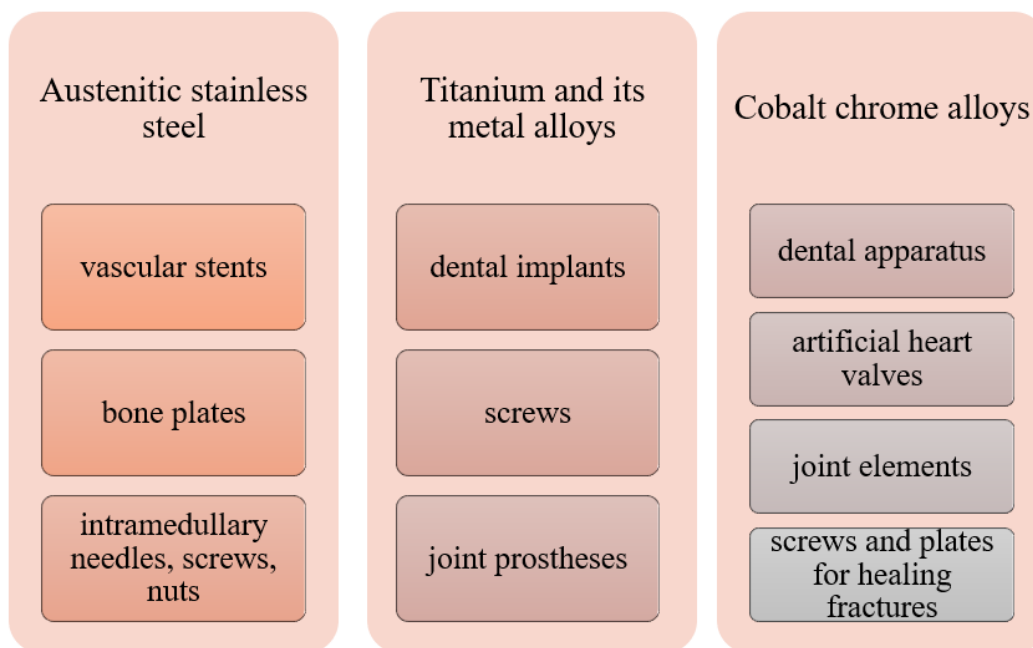 Austenitic stainless
steel
vascular stents
bone plates
intramedullary
needles, screws,
nuts
Titanium and its
metal alloys
dental implants
screws
joint prostheses
Cobalt chrome alloys
dental apparatus
artificial heart
valves
joint elements
screws and plates
for healing
fractures